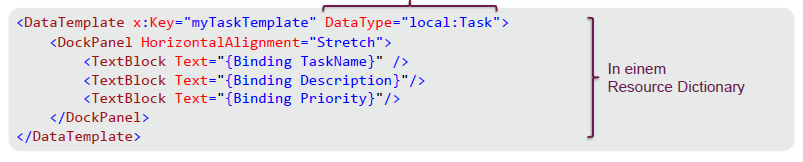 <DataTemplate x:Key="myTaskTemplate" DataType="local:Task">
    <DockPanel HorizontalAlignment="Stretch">
        <TextBlock Text="{Binding TaskName}" />
        <TextBlock Text="{Binding Description}"/>
        <TextBlock Text="{Binding Priority}"/>
    </DockPanel>
</DataTemplate>
In einem
Resource Dictionary